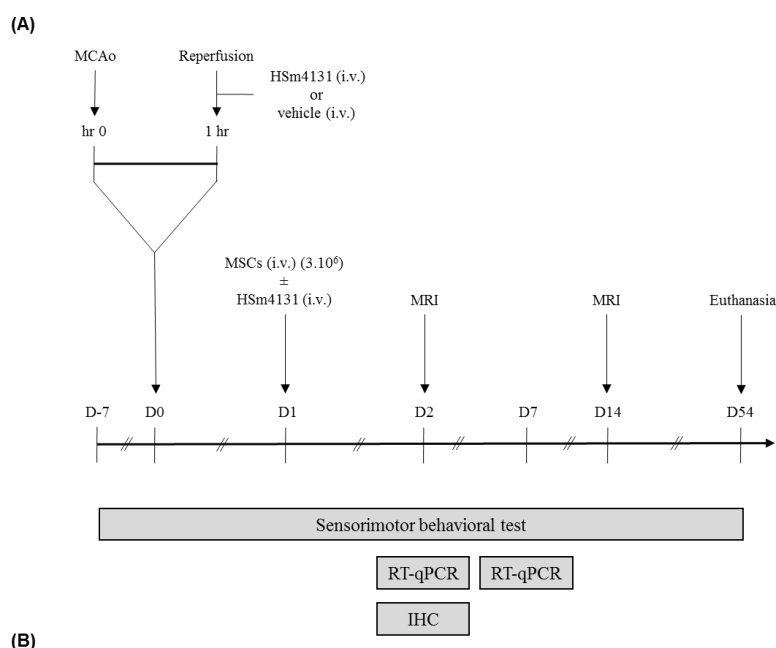 (A)
MCAo
Reperfusion
HSm4131 (i.v.)
or
vehicle (i.v.)
hr 0
1 hr
MSCs (i.v.) (3.10⁶)
±
HSm4131 (i.v.)
MRI
MRI
Euthanasia
D-7
D0
D1
D2
D7
D14
D54
Sensorimotor behavioral test
RT-qPCR
RT-qPCR
IHC
(B)